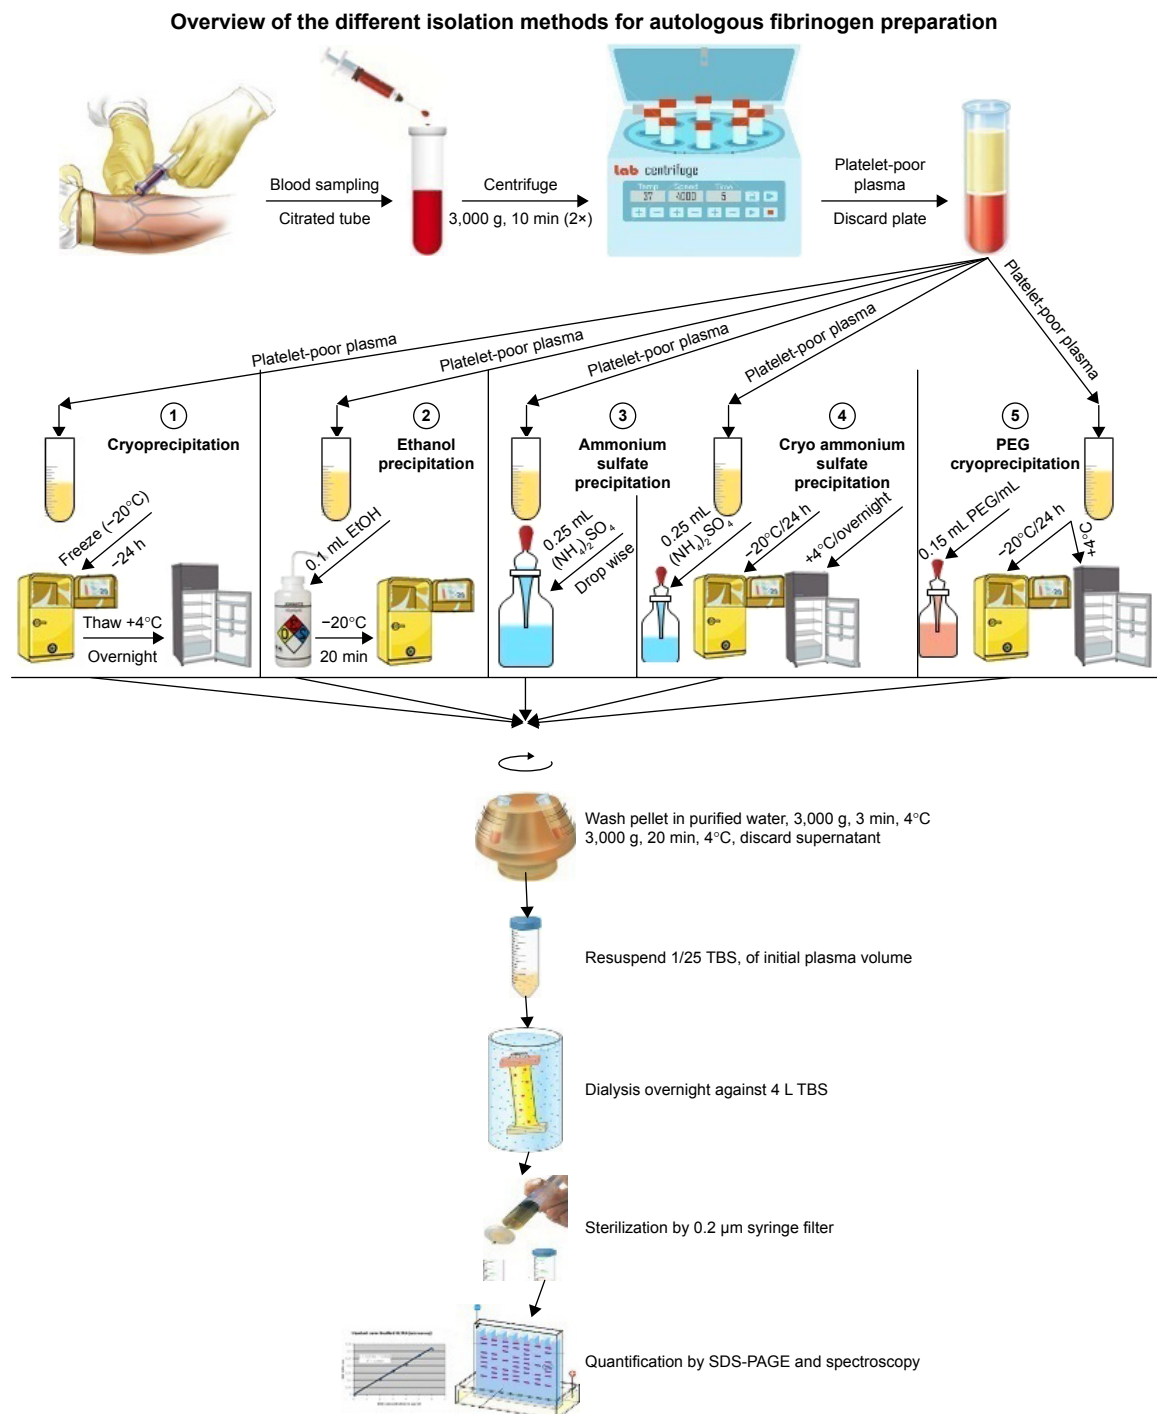 Overview of the different isolation methods for autologous fibrinogen preparation
Blood sampling
Citrated tube
Centrifuge
3,000 g, 10 min (2×)
lab centrifuge
Temp
Speed
37
4000
5
Platelet-poor
plasma
Discard plate
Platelet-poor plasma
Platelet-poor plasma
Platelet-poor plasma
Platelet-poor plasma
Platelet-poor plasma
1
Cryoprecipitation
Freeze (−20°C)
−24 h
Thaw +4°C
Overnight
2
Ethanol
precipitation
0.1 mL EtOH
−20°C
20 min
3
Ammonium
sulfate
precipitation
0.25 mL
(NH₄)₂SO₄
Drop wise
4
Cryo ammonium
sulfate
precipitation
0.25 mL
(NH₄)₂SO₄
−20°C/24 h
+4°C/overnight
5
PEG
cryoprecipitation
0.15 mL PEG/mL
−20°C/24 h
+4°C
Wash pellet in purified water, 3,000 g, 3 min, 4°C
3,000 g, 20 min, 4°C, discard supernatant
Resuspend 1/25 TBS, of initial plasma volume
Dialysis overnight against 4 L TBS
Sterilization by 0.2 µm syringe filter
Quantification by SDS-PAGE and spectroscopy